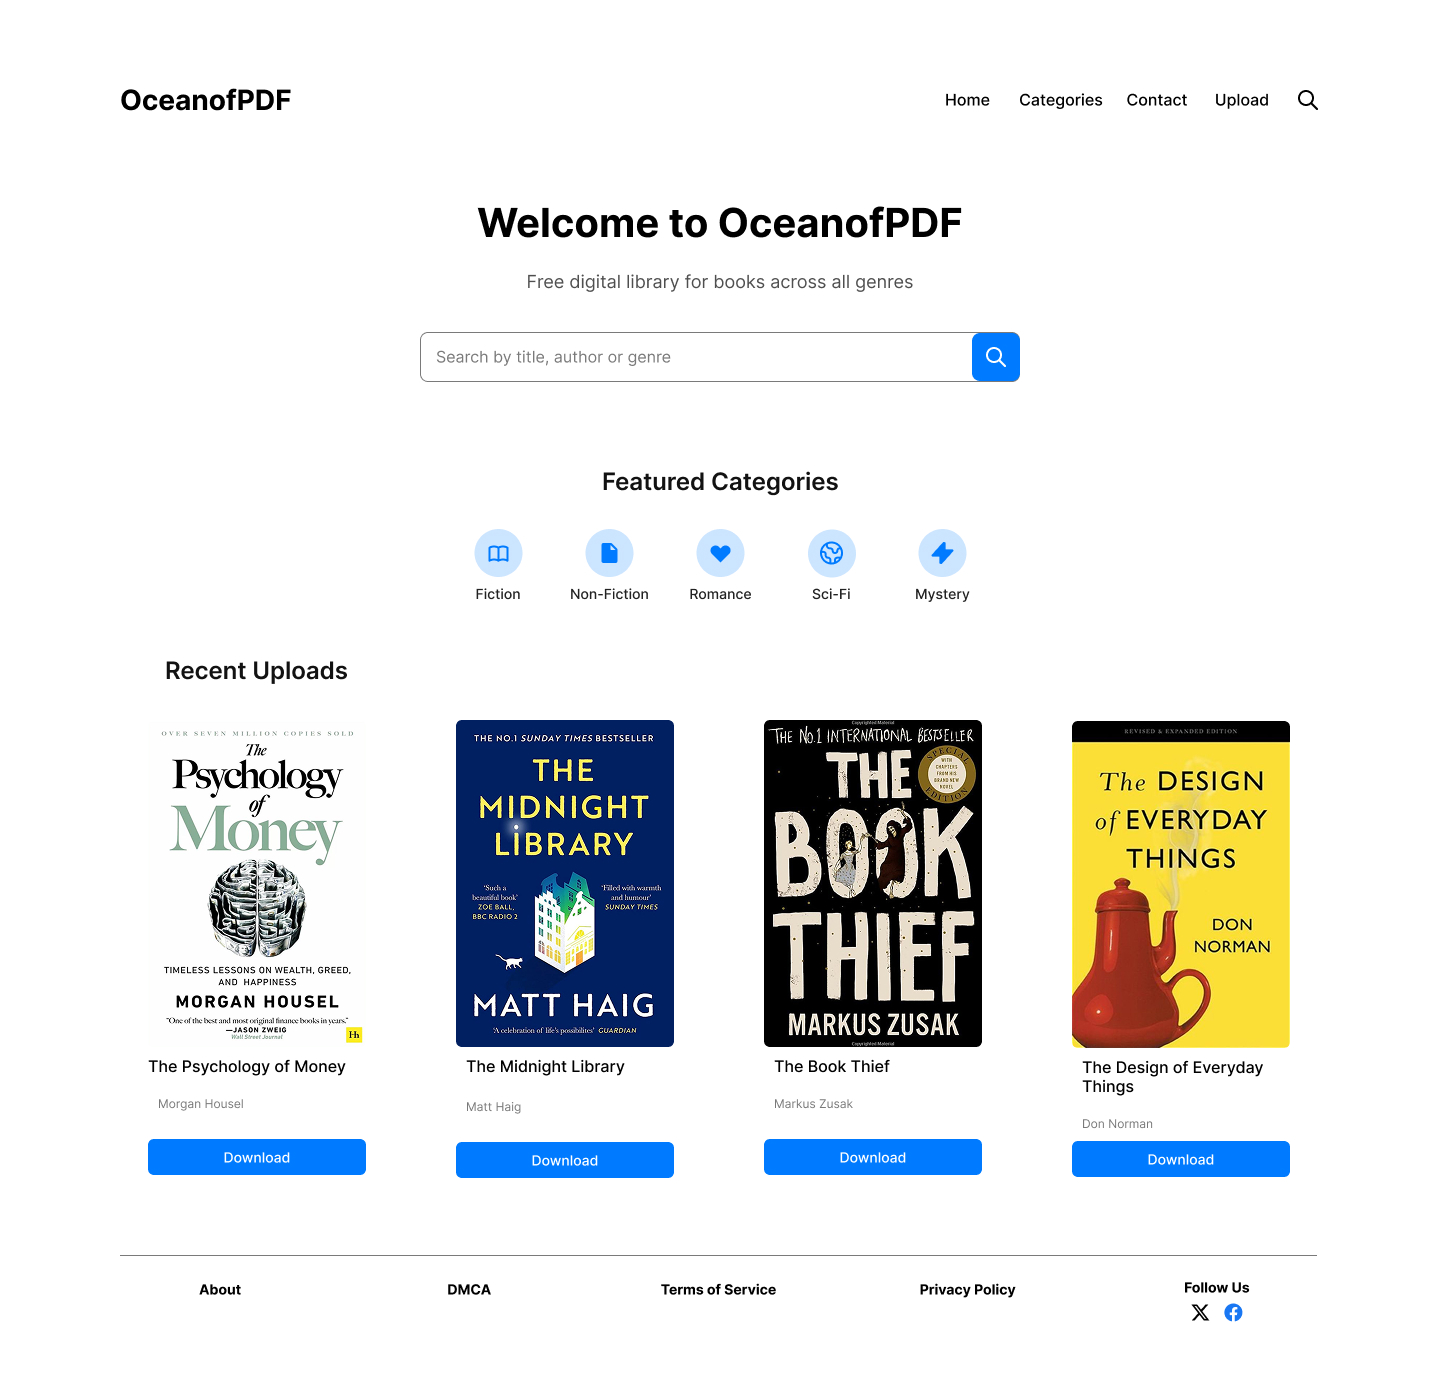 OceanofPDF
Home Categories Contact Upload
Welcome to OceanofPDF
Free digital library for books across all genres
Search by title, author or genre
Featured Categories
Fiction Non-Fiction Romance Sci-Fi Mystery
Recent Uploads
OVER SEVEN MILLION COPIES SOLD
The
Psychology
of
Money
TIMELESS LESSONS ON WEALTH, GREED,
AND HAPPINESS
MORGAN HOUSEL
"One of the best and most original finance books in years."
—JASON ZWEIG
Wall Street Journal
Hh
The Psychology of Money
Morgan Housel
Download
THE NO.1 SUNDAY TIMES BESTSELLER
THE
MIDNIGHT
LIBRARY
'Such a
beautiful book'
ZOE BALL,
BBC RADIO 2
'Filled with warmth
and humour'
SUNDAY TIMES
MATT HAIG
'A celebration of life's possibilites' GUARDIAN
The Midnight Library
Matt Haig
Download
Copyrighted Material
THE No.1 INTERNATIONAL BESTSELLER
THE
BOOK
THIEF
SPECIAL
WITH
CHAPTERS
FROM HIS
BRAND NEW
NOVEL
EDITION
MARKUS ZUSAK
Copyrighted Material
The Book Thief
Markus Zusak
Download
REVISED & EXPANDED EDITION
The DESIGN
of EVERYDAY
THINGS
DON
NORMAN
The Design of Everyday
Things
Don Norman
Download
About DMCA Terms of Service Privacy Policy Follow Us